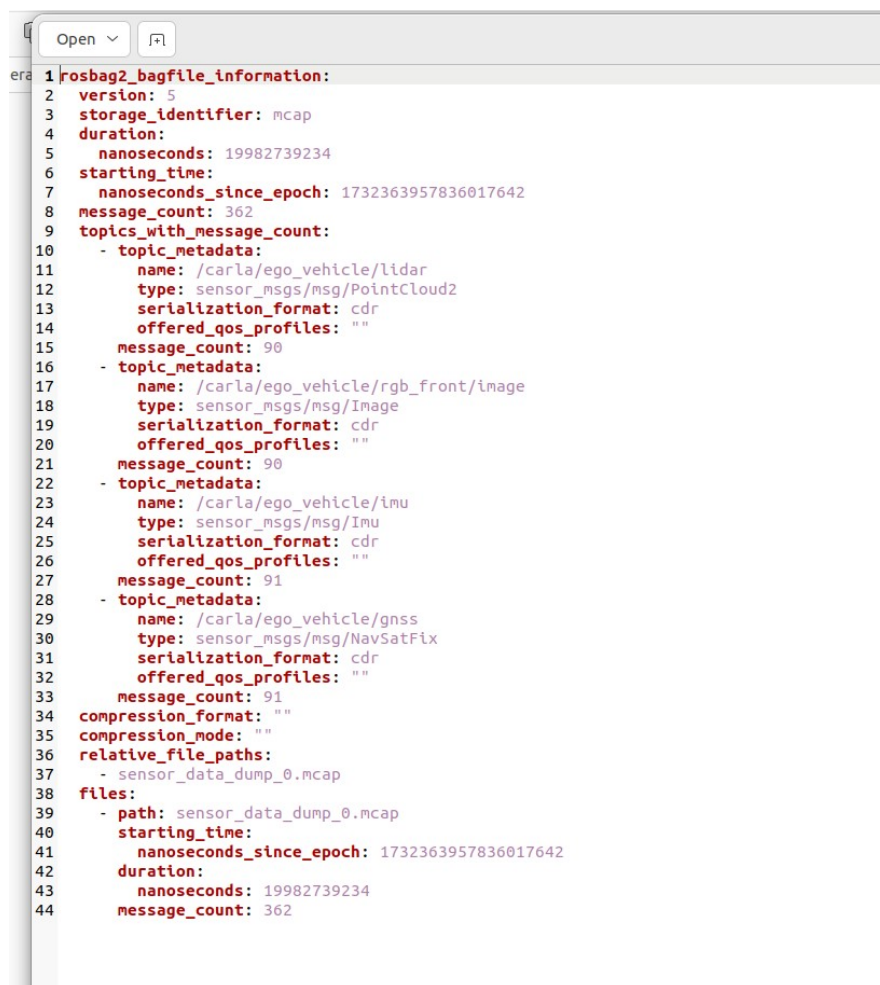 Open
era
1 rosbag2_bagfile_information:
2   version: 5
3   storage_identifier: mcap
4   duration:
5     nanoseconds: 19982739234
6   starting_time:
7     nanoseconds_since_epoch: 1732363957836017642
8   message_count: 362
9   topics_with_message_count:
10     - topic_metadata:
11         name: /carla/ego_vehicle/lidar
12         type: sensor_msgs/msg/PointCloud2
13         serialization_format: cdr
14         offered_qos_profiles: ""
15       message_count: 90
16     - topic_metadata:
17         name: /carla/ego_vehicle/rgb_front/image
18         type: sensor_msgs/msg/Image
19         serialization_format: cdr
20         offered_qos_profiles: ""
21       message_count: 90
22     - topic_metadata:
23         name: /carla/ego_vehicle/imu
24         type: sensor_msgs/msg/Imu
25         serialization_format: cdr
26         offered_qos_profiles: ""
27       message_count: 91
28     - topic_metadata:
29         name: /carla/ego_vehicle/gnss
30         type: sensor_msgs/msg/NavSatFix
31         serialization_format: cdr
32         offered_qos_profiles: ""
33       message_count: 91
34   compression_format: ""
35   compression_mode: ""
36   relative_file_paths:
37     - sensor_data_dump_0.mcap
38   files:
39     - path: sensor_data_dump_0.mcap
40       starting_time:
41         nanoseconds_since_epoch: 1732363957836017642
42       duration:
43         nanoseconds: 19982739234
44       message_count: 362